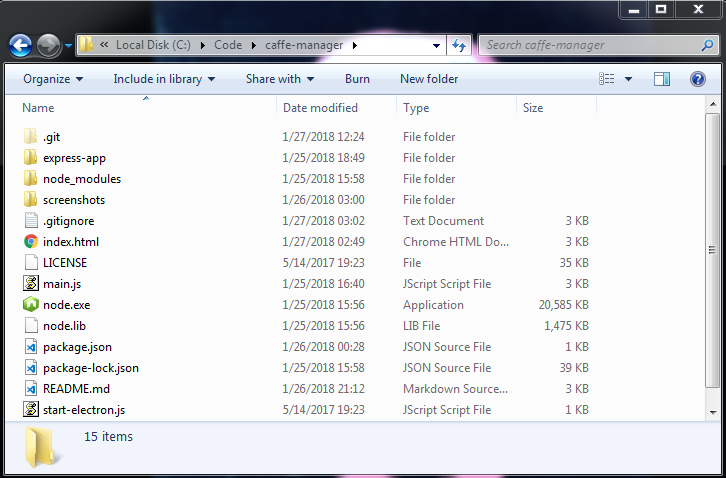 « Local Disk (C:) Code caffe-manager Search caffe-manager
Organize Include in library Share with Burn New folder
Name Date modified Type Size
.git 1/27/2018 12:24 File folder
express-app 1/25/2018 18:49 File folder
node_modules 1/25/2018 15:58 File folder
screenshots 1/26/2018 03:00 File folder
.gitignore 1/27/2018 03:02 Text Document 3 KB
index.html 1/27/2018 02:49 Chrome HTML Do... 3 KB
LICENSE 5/14/2017 19:23 File 35 KB
main.js 1/25/2018 16:40 JScript Script File 3 KB
node.exe 1/25/2018 15:56 Application 20,585 KB
node.lib 1/25/2018 15:56 LIB File 1,475 KB
package.json 1/26/2018 00:28 JSON Source File 1 KB
package-lock.json 1/25/2018 15:58 JSON Source File 39 KB
README.md 1/26/2018 21:12 Markdown Source... 3 KB
start-electron.js 5/14/2017 19:23 JScript Script File 1 KB
15 items